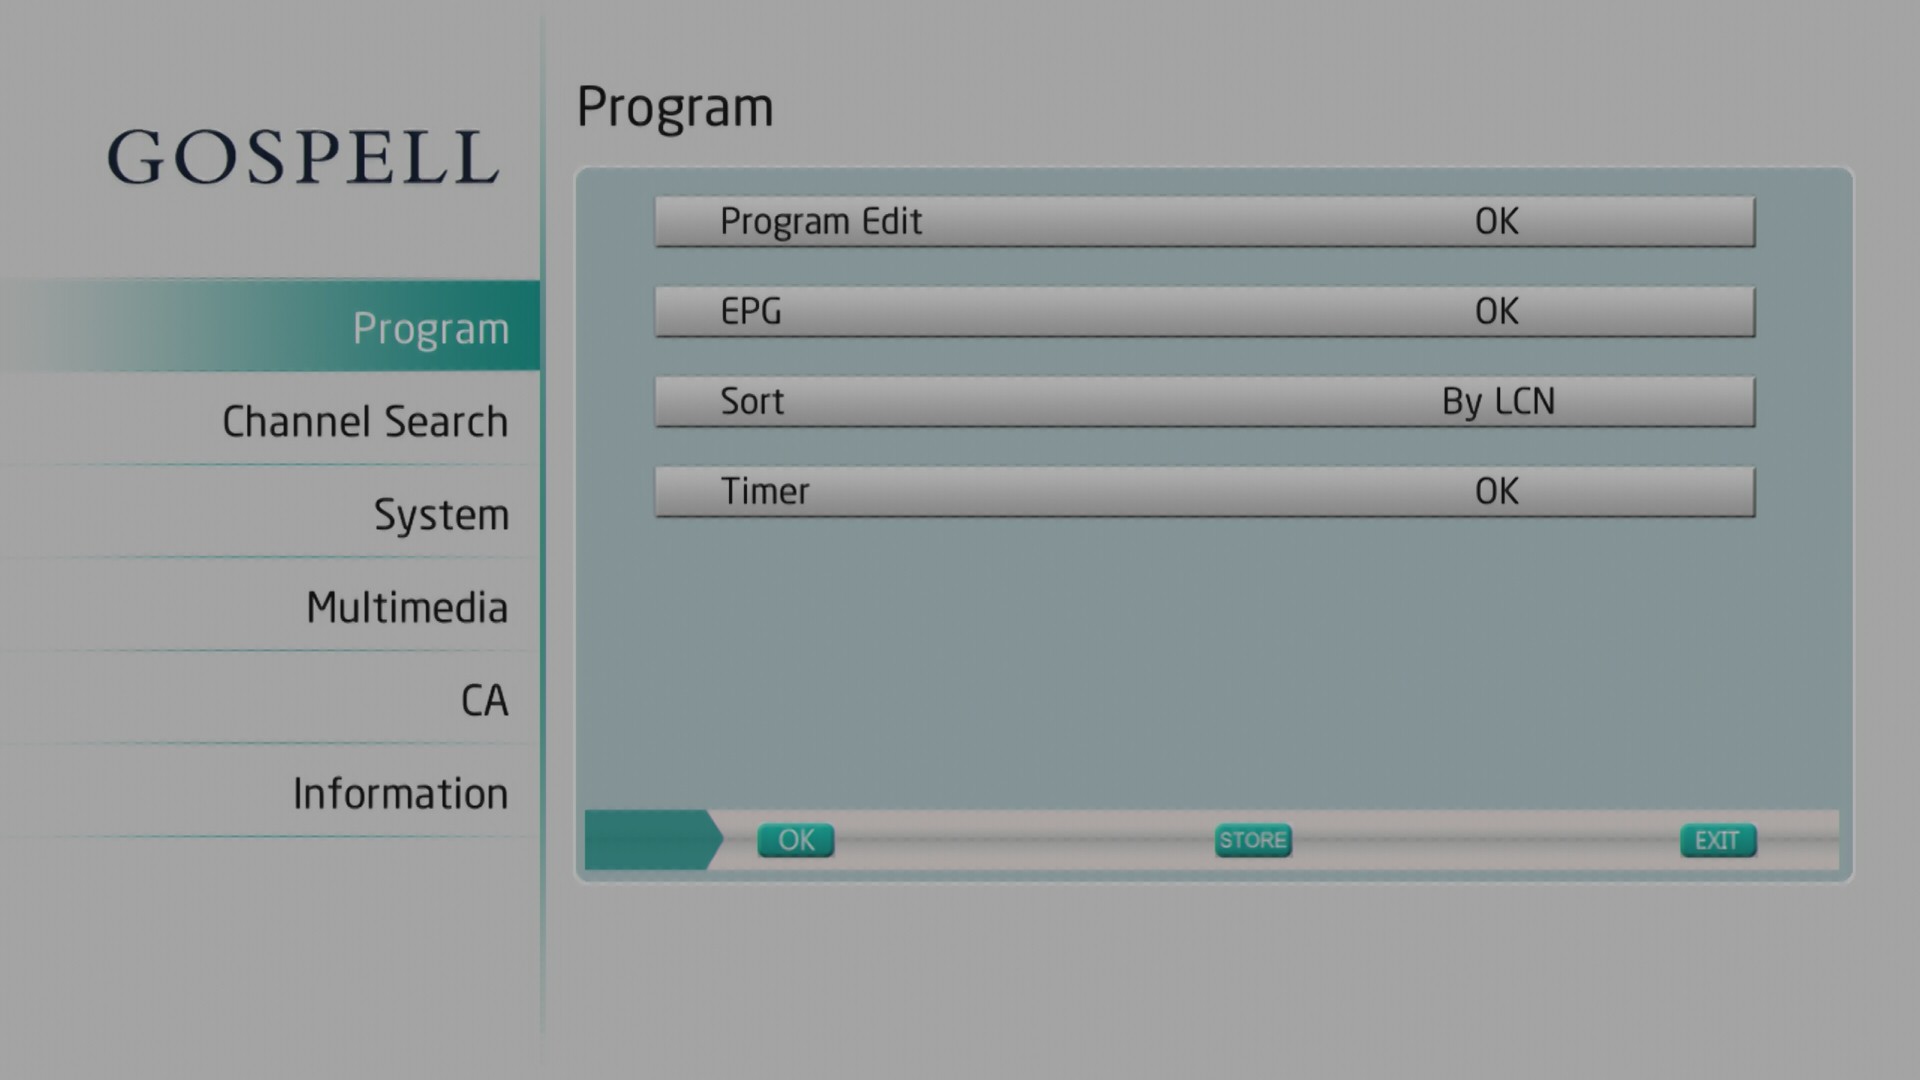 GOSPELL
Program
Channel Search
System
Multimedia
CA
Information
Program
Program Edit OK
EPG OK
Sort By LCN
Timer OK
OK STORE EXIT